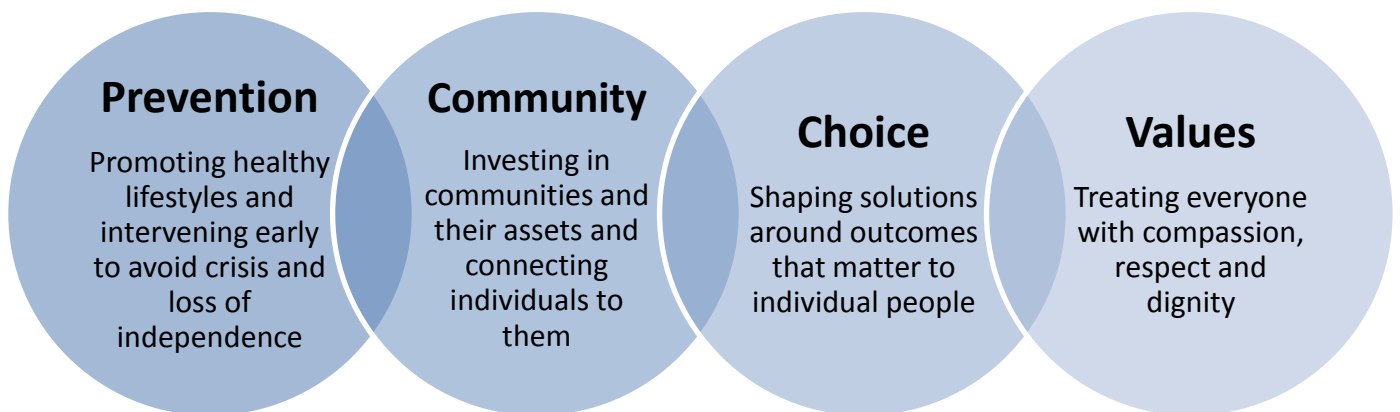 Prevention
Promoting healthy
lifestyles and
intervening early
to avoid crisis and
loss of
independence
Community
Investing in
communities and
their assets and
connecting
individuals to
them
Choice
Shaping solutions
around outcomes
that matter to
individual people
Values
Treating everyone
with compassion,
respect and
dignity